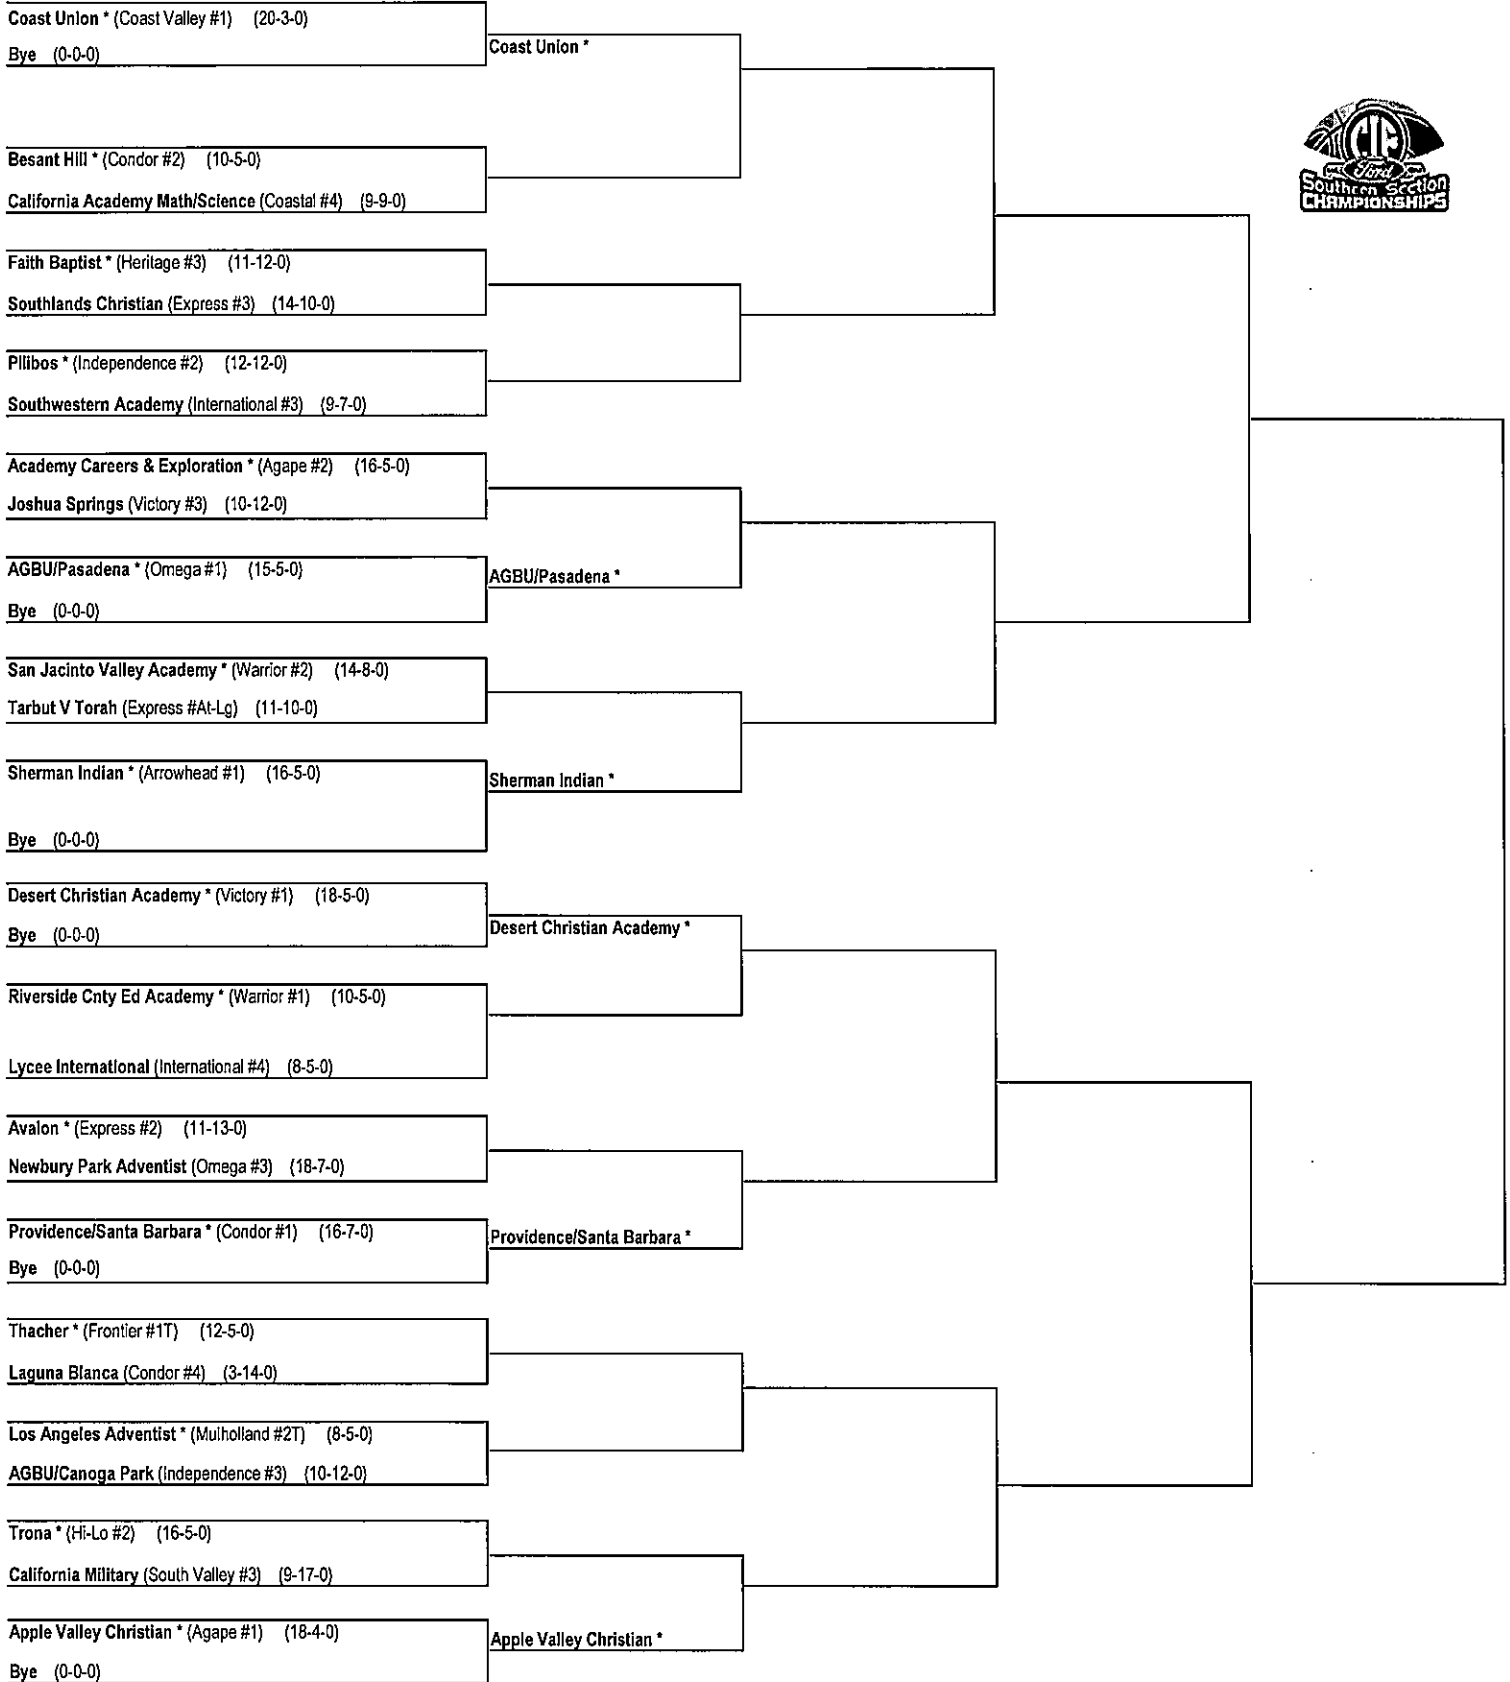 Coast Union * (Coast Valley #1) (20-3-0)
Bye (0-0-0)
Coast Union *
Besant Hill * (Condor #2) (10-5-0)
California Academy Math/Science (Coastal #4) (9-9-0)
CIF
Ford
Southern Section
CHAMPIONSHIPS
Faith Baptist * (Heritage #3) (11-12-0)
Southlands Christian (Express #3) (14-10-0)
Pilibos * (Independence #2) (12-12-0)
Southwestern Academy (International #3) (9-7-0)
Academy Careers & Exploration * (Agape #2) (16-5-0)
Joshua Springs (Victory #3) (10-12-0)
AGBU/Pasadena * (Omega #1) (15-5-0)
AGBU/Pasadena *
Bye (0-0-0)
San Jacinto Valley Academy * (Warrior #2) (14-8-0)
Tarbut V Torah (Express #At-Lg) (11-10-0)
Sherman Indian * (Arrowhead #1) (16-5-0)
Sherman Indian *
Bye (0-0-0)
Desert Christian Academy * (Victory #1) (18-5-0)
Bye (0-0-0)
Desert Christian Academy *
Riverside Cnty Ed Academy * (Warrior #1) (10-5-0)
Lycee International (International #4) (8-5-0)
Avalon * (Express #2) (11-13-0)
Newbury Park Adventist (Omega #3) (18-7-0)
Providence/Santa Barbara * (Condor #1) (16-7-0)
Providence/Santa Barbara *
Bye (0-0-0)
Thacher * (Frontier #1T) (12-5-0)
Laguna Blanca (Condor #4) (3-14-0)
Los Angeles Adventist * (Mulholland #2T) (8-5-0)
AGBU/Canoga Park (Independence #3) (10-12-0)
Trona * (Hi-Lo #2) (16-5-0)
California Military (South Valley #3) (9-17-0)
Apple Valley Christian * (Agape #1) (18-4-0)
Apple Valley Christian *
Bye (0-0-0)